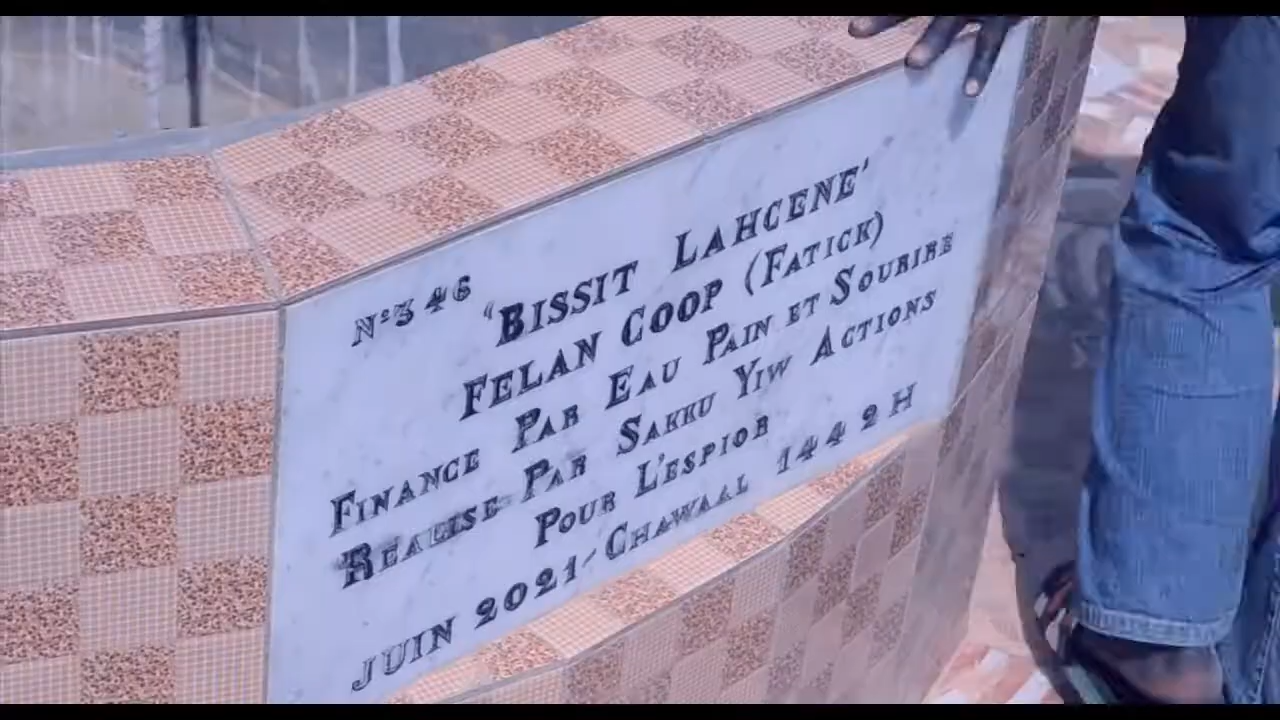 N°346 "BISSIT LAHCENE"
FELAN COOP (FATICK)
FINANCE PAR EAU PAIN ET SOURIRE
REALISE PAR SAKKU YIW ACTIONS
POUR L'ESPIOR
JUIN 2021-CHAWAAL 1442H